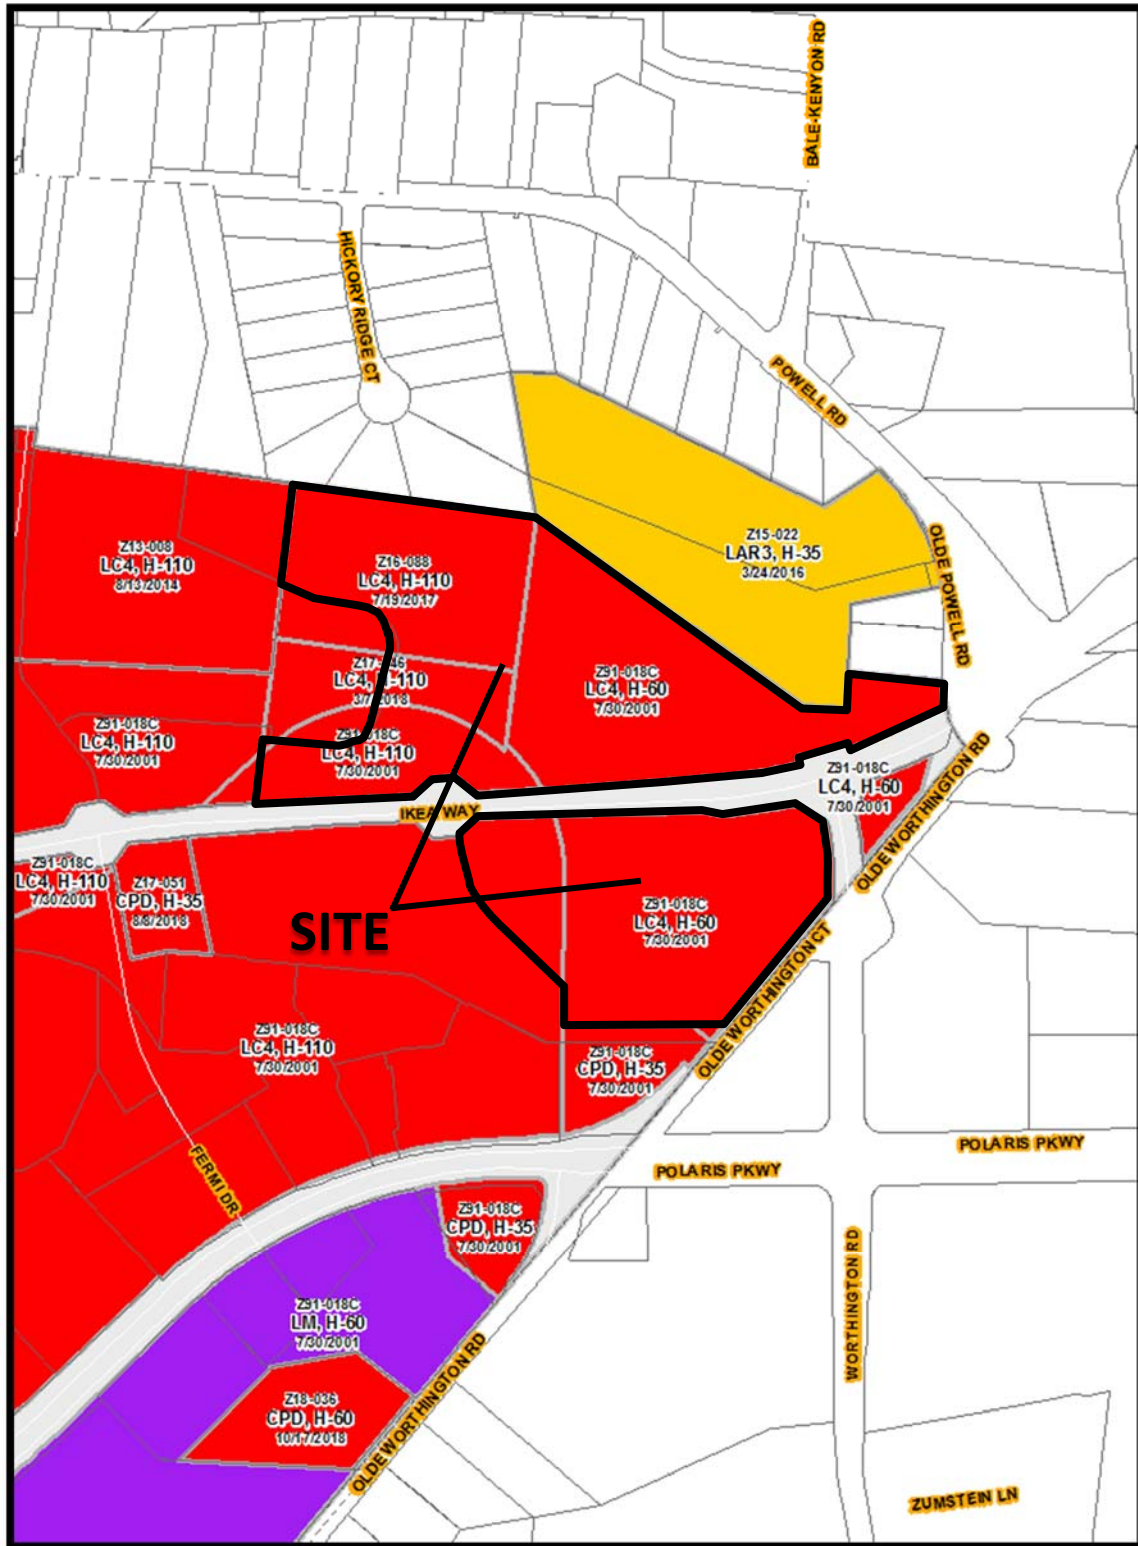 BALE-KENYON RD
HICKORY RIDGE CT
POWELL RD
OLDE POWELL RD
Z15-022
LAR3, H-35
3/24/2016
Z13-008
LC4, H-110
8/13/2014
Z16-088
LC4, H-110
7/19/2017
LC4, H-110
Z91-018C
LC4, H-60
7/30/2001
Z91-018C
LC4, H-110
7/30/2001
Z91-018C
LC4, H-110
7/30/2001
Z91-018C
LC4, H-60
7/30/2001
OLDE WORTHINGTON RD
IKEA WAY
Z91-018C
LC4, H-110
7/30/2001
Z17-051
CPD, H-35
8/8/2018
SITE
Z91-018C
LC4, H-60
7/30/2001
OLDE WORTHINGTON CT
Z91-018C
LC4, H-110
7/30/2001
Z91-018C
CPD, H-35
7/30/2001
FERMI DR
POLARIS PKWY
POLARIS PKWY
Z91-018C
CPD, H-35
7/30/2001
WORTHINGTON RD
Z91-018C
LM, H-60
7/30/2001
Z18-036
CPD, H-60
10/17/2018
OLDE WORTHINGTON RD
ZUMSTEIN LN